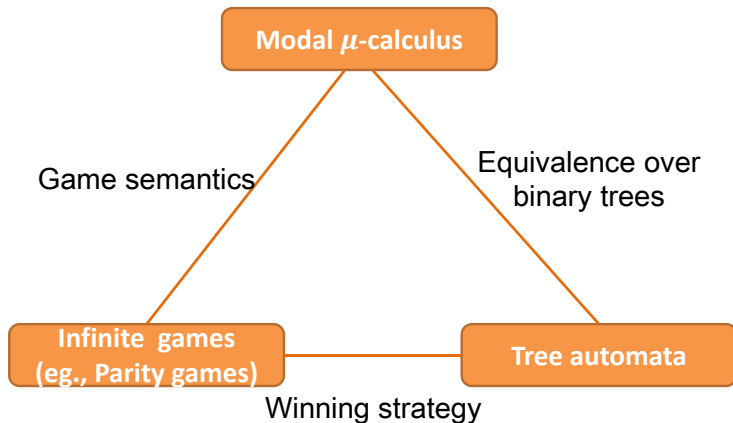 Modal μ-calculus
Game semantics
Equivalence over
binary trees
Infinite games
(eg., Parity games)
Tree automata
Winning strategy